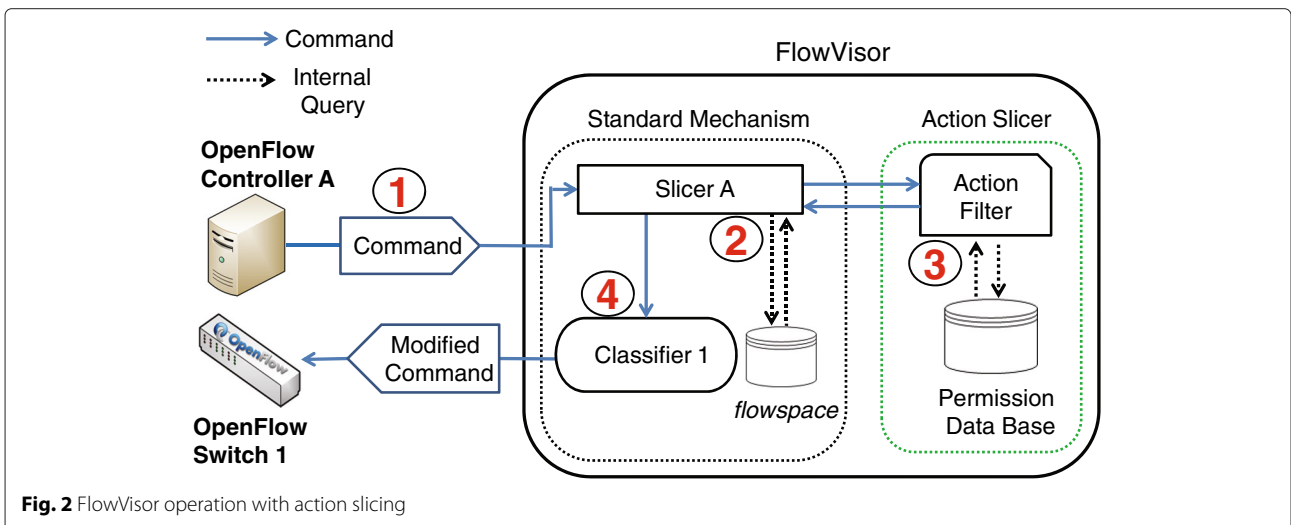 Command
Internal
Query
FlowVisor
Standard Mechanism
Action Slicer
OpenFlow
Controller A
1
Command
Slicer A
Action
Filter
2
3
4
OpenFlow
Modified
Command
Classifier 1
flowspace
Permission
Data Base
OpenFlow
Switch 1
Fig. 2 FlowVisor operation with action slicing